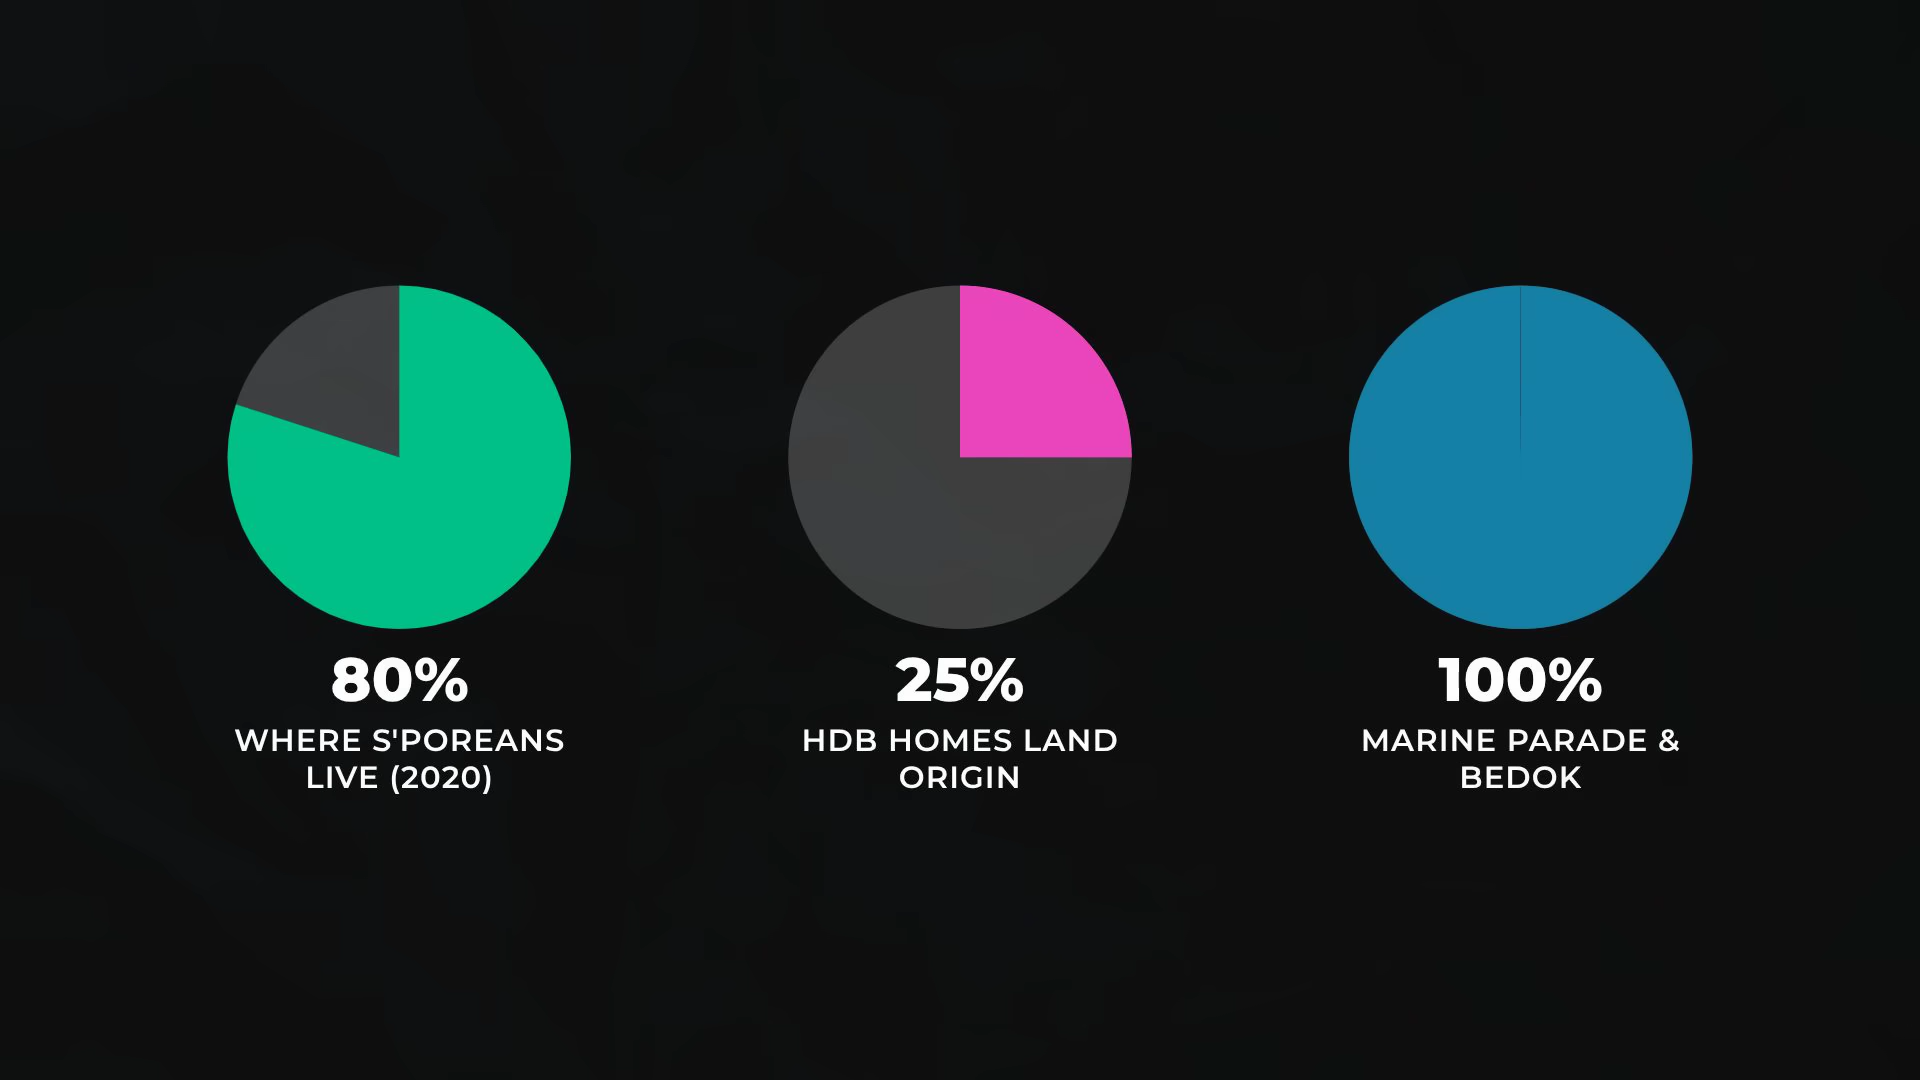 80%
WHERE S'POREANS
LIVE (2020)
25%
HDB HOMES LAND
ORIGIN
100%
MARINE PARADE &
BEDOK